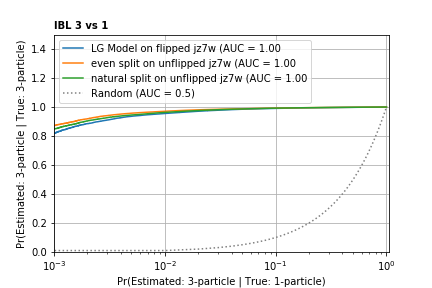 IBL 3 vs 1
Pr(Estimated: 3-particle | True: 3-particle)
1.4
1.2
1.0
0.8
0.6
0.4
0.2
0.0
LG Model on flipped jz7w (AUC = 1.00
even split on unflipped jz7w (AUC = 1.00
natural split on unflipped jz7w (AUC = 1.00
Random (AUC = 0.5)
10⁻³ 10⁻² 10⁻¹ 10⁰
Pr(Estimated: 3-particle | True: 1-particle)